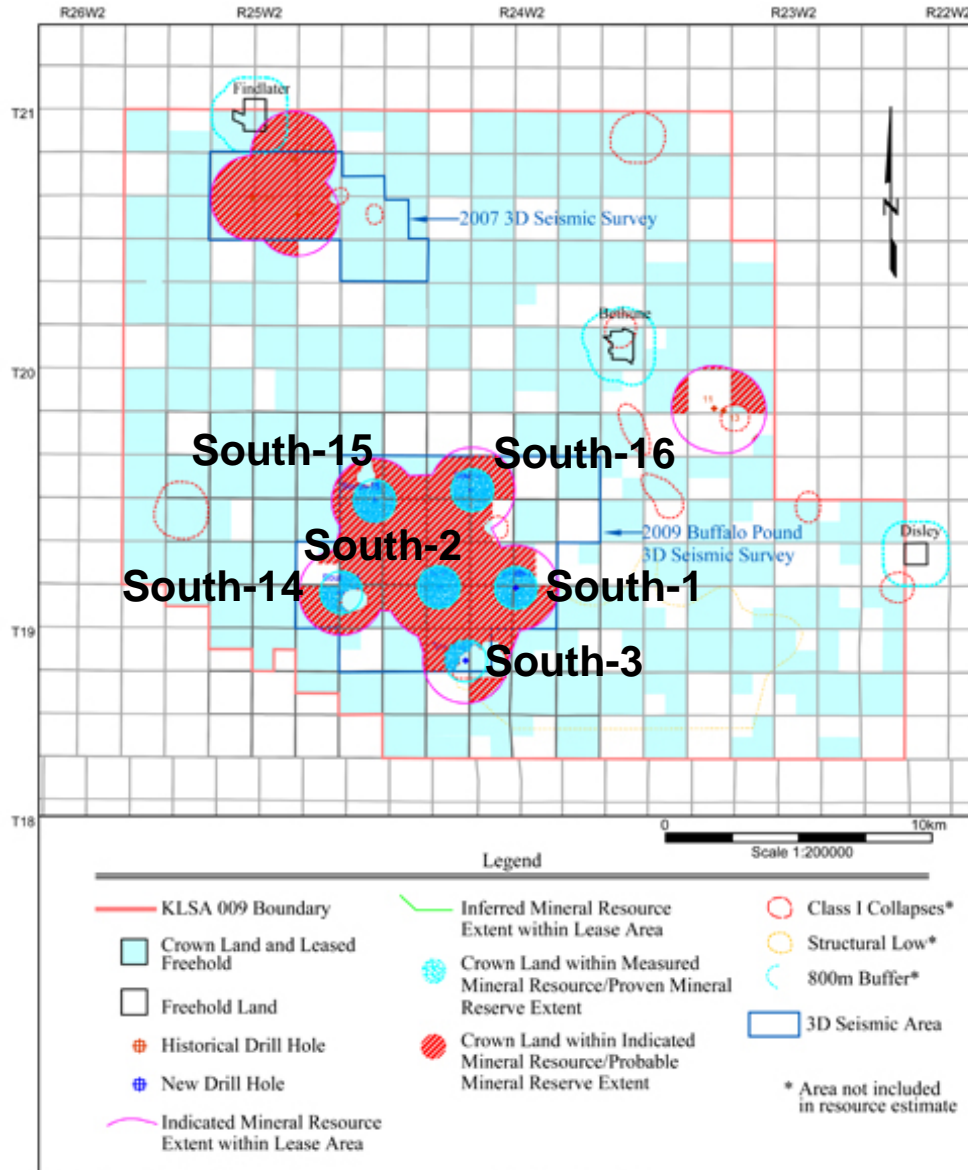 R26W2 R25W2 R24W2 R23W2 R22W2
Findlater
T21
2007 3D Seismic Survey
N
Bethune
T20
11
13
South-15
South-16
South-2
2009 Buffalo Pound
3D Seismic Survey
Disley
South-14
South-1
T19
South-3
T18
0 10km
Scale 1:200000
Legend
KLSA 009 Boundary
Crown Land and Leased
Freehold
Freehold Land
Historical Drill Hole
New Drill Hole
Indicated Mineral Resource
Extent within Lease Area
Inferred Mineral Resource
Extent within Lease Area
Crown Land within Measured
Mineral Resource/Proven Mineral
Reserve Extent
Crown Land within Indicated
Mineral Resource/Probable
Mineral Reserve Extent
Class I Collapses*
Structural Low*
800m Buffer*
3D Seismic Area
* Area not included
in resource estimate